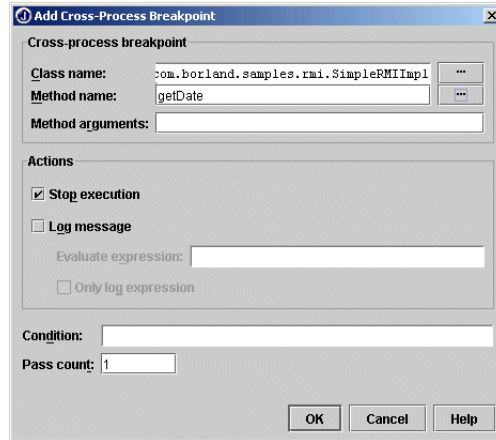 Add Cross-Process Breakpoint
Cross-process breakpoint
Class name: com.borland.samples.rmi.SimpleRMIImpl ...
Method name: getDate ...
Method arguments:
Actions
Stop execution
Log message
Evaluate expression:
Only log expression
Condition:
Pass count: 1
OK Cancel Help